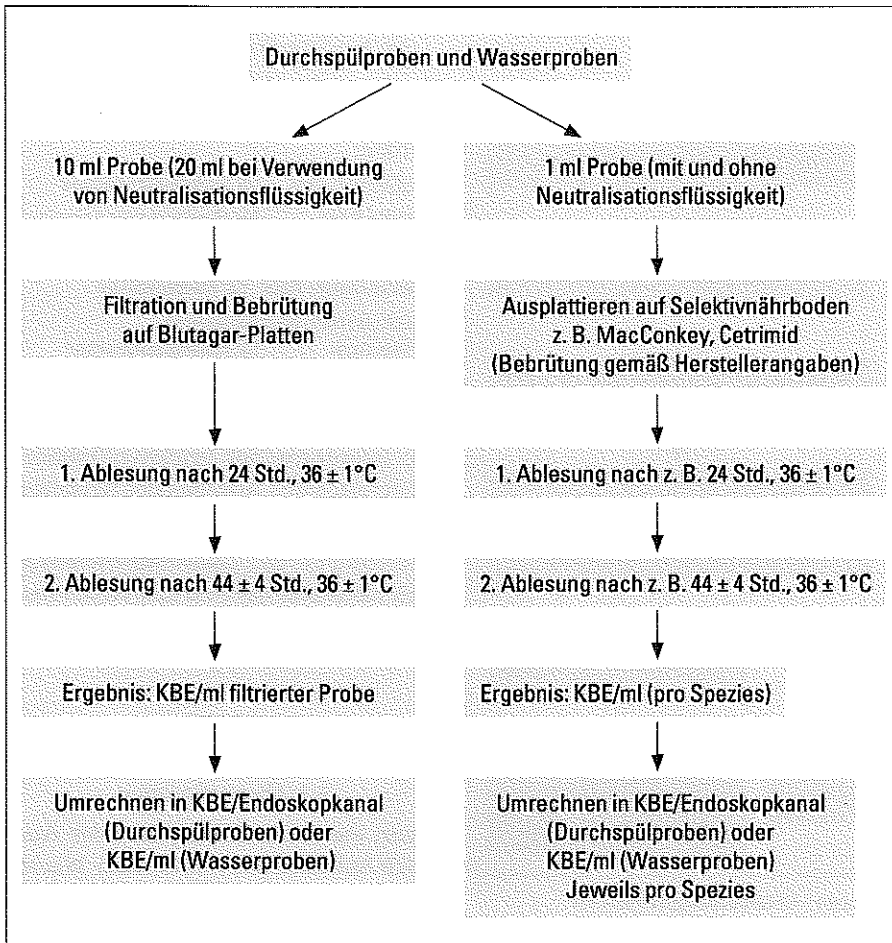 Durchspülproben und Wasserproben
10 ml Probe (20 ml bei Verwendung
von Neutralisationsflüssigkeit)
Filtration und Bebrütung
auf Blutagar-Platten
1. Ablesung nach 24 Std., 36 ± 1°C
2. Ablesung nach 44 ± 4 Std., 36 ± 1°C
Ergebnis: KBE/ml filtrierter Probe
Umrechnen in KBE/Endoskopkanal
(Durchspülproben) oder
KBE/ml (Wasserproben)
1 ml Probe (mit und ohne
Neutralisationsflüssigkeit)
Ausplattieren auf Selektivnährboden
z. B. MacConkey, Cetrimid
(Bebrütung gemäß Herstellerangaben)
1. Ablesung nach z. B. 24 Std., 36 ± 1°C
2. Ablesung nach z. B. 44 ± 4 Std., 36 ± 1°C
Ergebnis: KBE/ml (pro Spezies)
Umrechnen in KBE/Endoskopkanal
(Durchspülproben) oder
KBE/ml (Wasserproben)
Jeweils pro Spezies